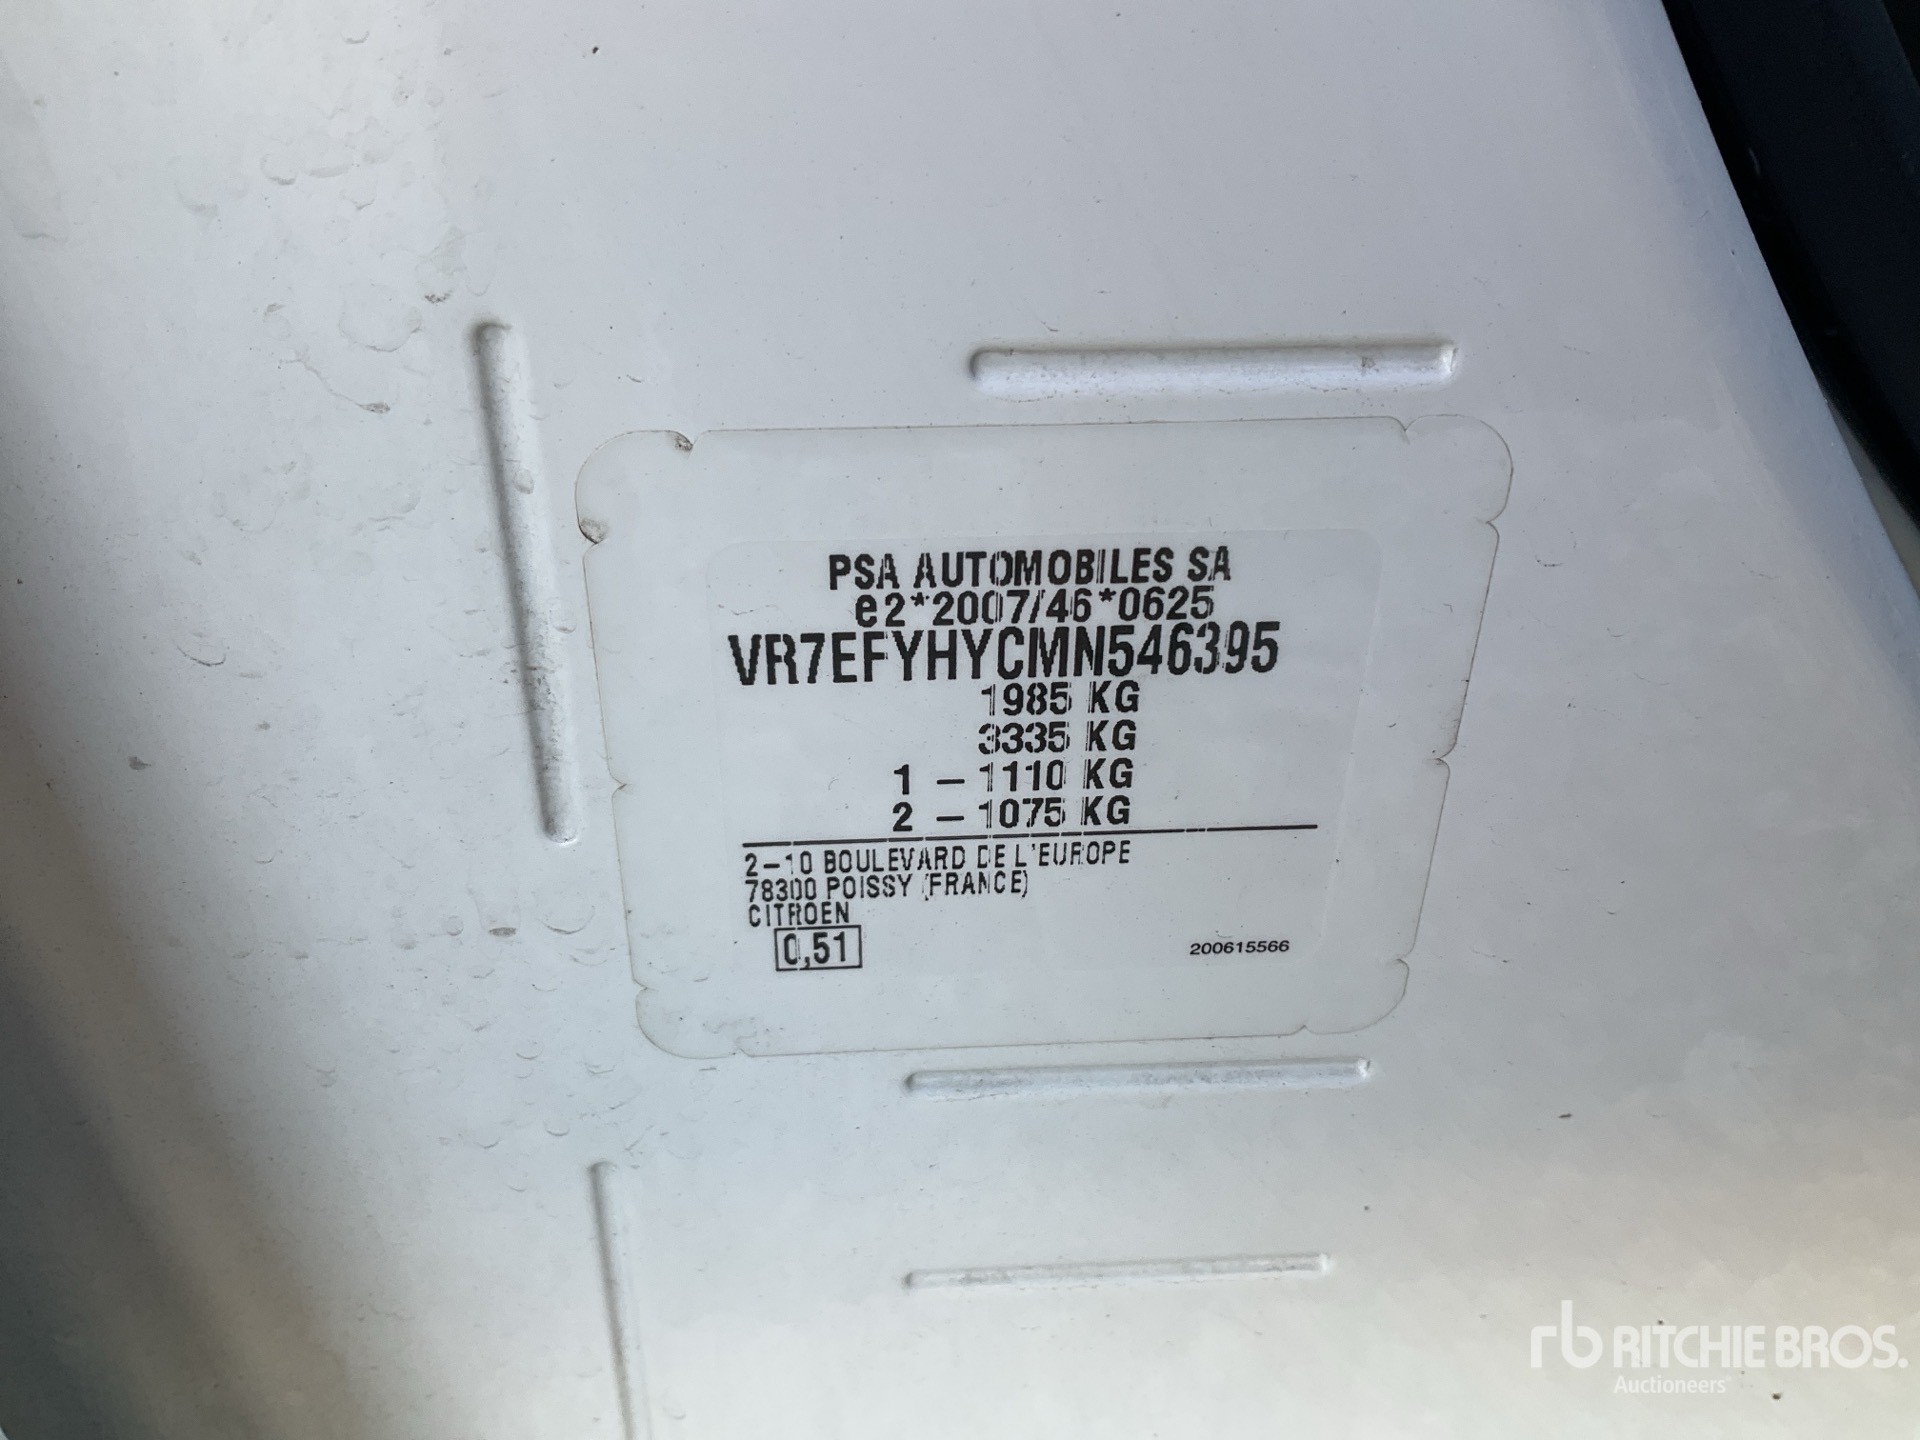 PSA AUTOMOBILES SA
e2*2007/46*0625
VR7EFYHYCMN546395
1985 KG
3335 KG
1 - 1110 KG
2 - 1075 KG
2-10 BOULEVARD DE L'EUROPE
78300 POISSY (FRANCE)
CITROEN
0,51
200615566
rb RITCHIE BROS.
Auctioneers